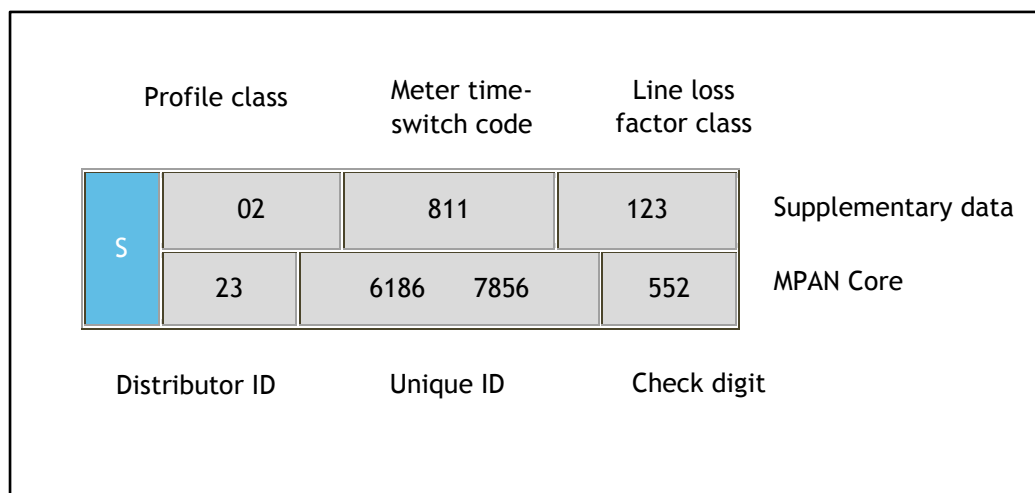 Profile class Meter time- Line loss
switch code factor class
02 811 123 Supplementary data
S
23 6186 7856 552 MPAN Core
Distributor ID Unique ID Check digit